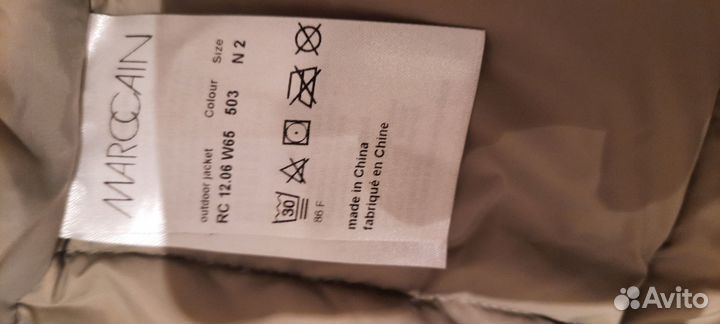 MAROCCAIN
outdoor jacket Colour Size
RC 12.06 W65 503 N 2
30
86 F
made in China
fabriqué en Chine
Avito